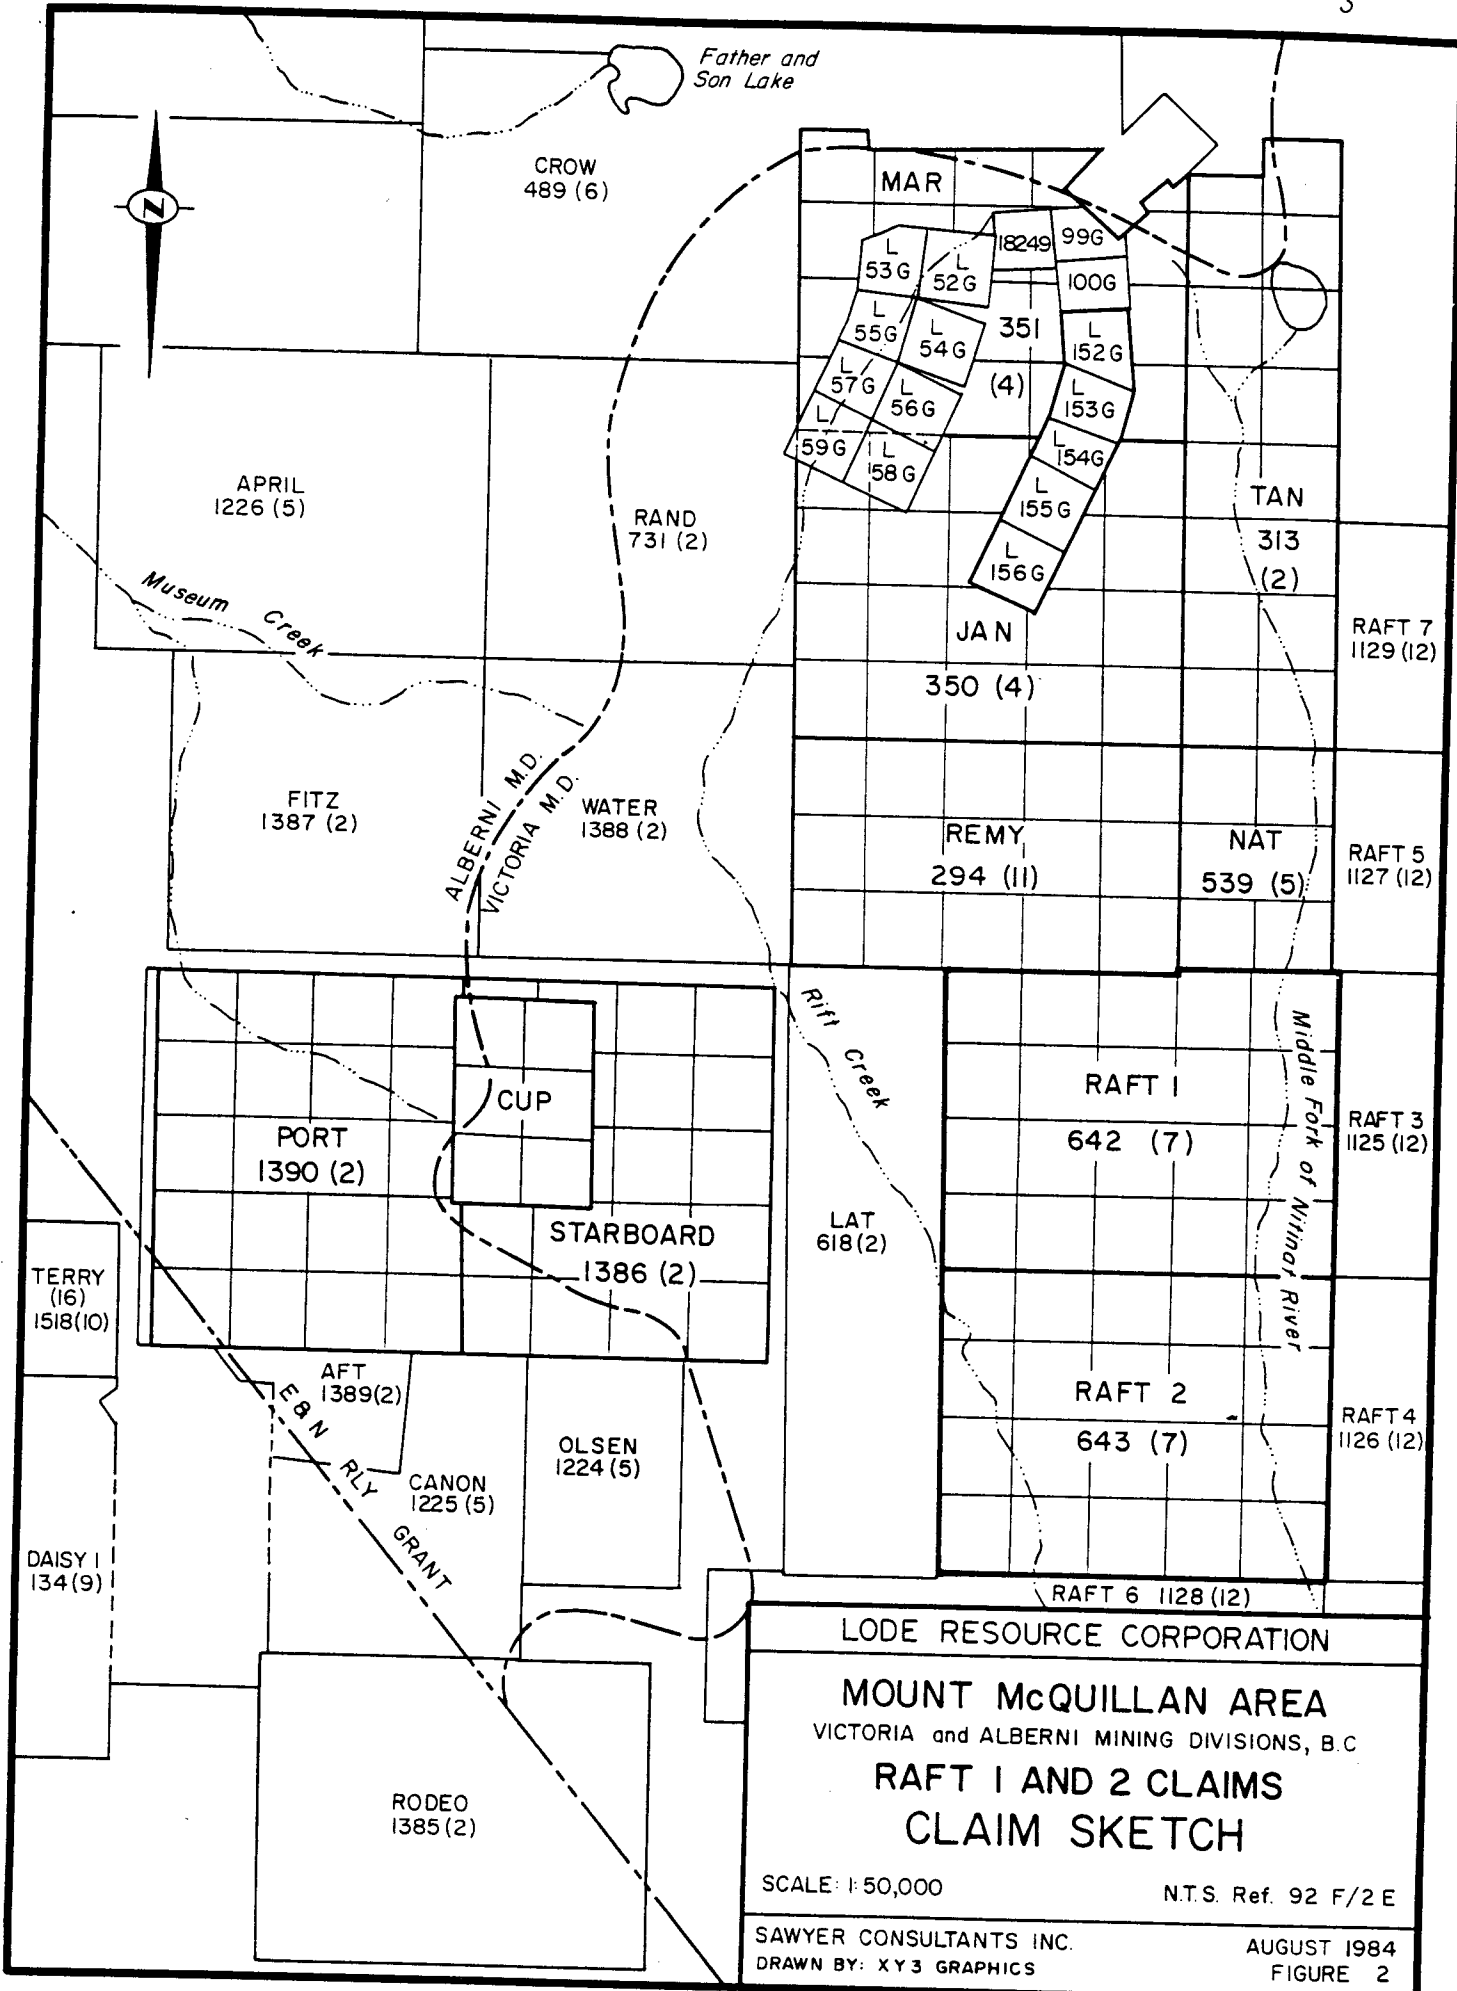 3
Father and
Son Lake
CROW
489 (6)
N
MAR
L
53G
L
52G
18249
99G
100G
351
(4)
L
55G
L
54G
L
152G
L
57G
L
56G
L
153G
L
59G
L
58G
L
154G
L
155G
L
156G
APRIL
1226 (5)
RAND
731 (2)
TAN
313
(2)
Museum Creek
JAN
350 (4)
RAFT 7
1129 (12)
ALBERNI M.D.
VICTORIA M.D.
FITZ
1387 (2)
WATER
1388 (2)
REMY
294 (11)
NAT
539 (5)
RAFT 5
1127 (12)
Rift Creek
Middle Fork of Nitinat River
CUP
PORT
1390 (2)
STARBOARD
1386 (2)
LAT
618 (2)
RAFT 1
642 (7)
RAFT 3
1125 (12)
TERRY
(16)
1518(10)
AFT
1389(2)
E & N RLY GRANT
CANON
1225 (5)
OLSEN
1224 (5)
RAFT 2
643 (7)
RAFT 4
1126 (12)
DAISY 1
134(9)
RAFT 6 1128 (12)
RODEO
1385 (2)
LODE RESOURCE CORPORATION
MOUNT McQUILLAN AREA
VICTORIA and ALBERNI MINING DIVISIONS, B.C
RAFT 1 AND 2 CLAIMS
CLAIM SKETCH
SCALE: 1:50,000
N.T.S. Ref. 92 F/2 E
SAWYER CONSULTANTS INC.
DRAWN BY: XY3 GRAPHICS
AUGUST 1984
FIGURE 2